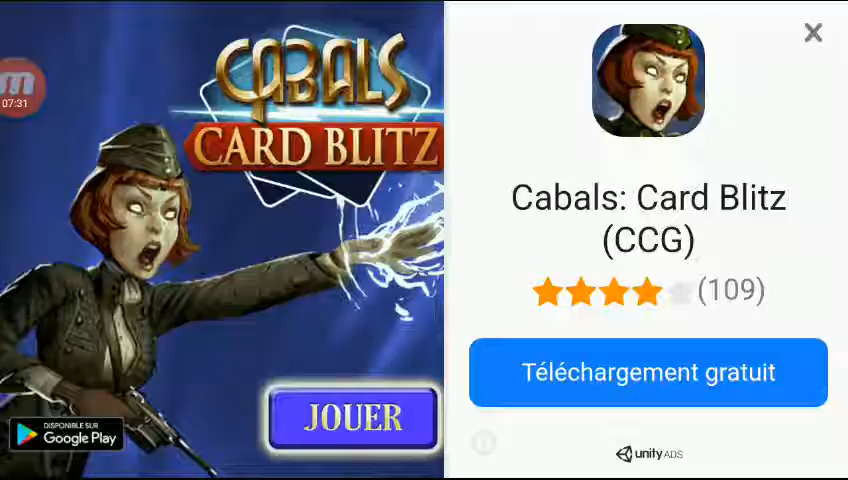 CABALS
CARD BLITZ
07:31
JOUER
DISPONIBLE SUR
Google Play
Cabals: Card Blitz
(CCG)
(109)
Téléchargement gratuit
unity ADS